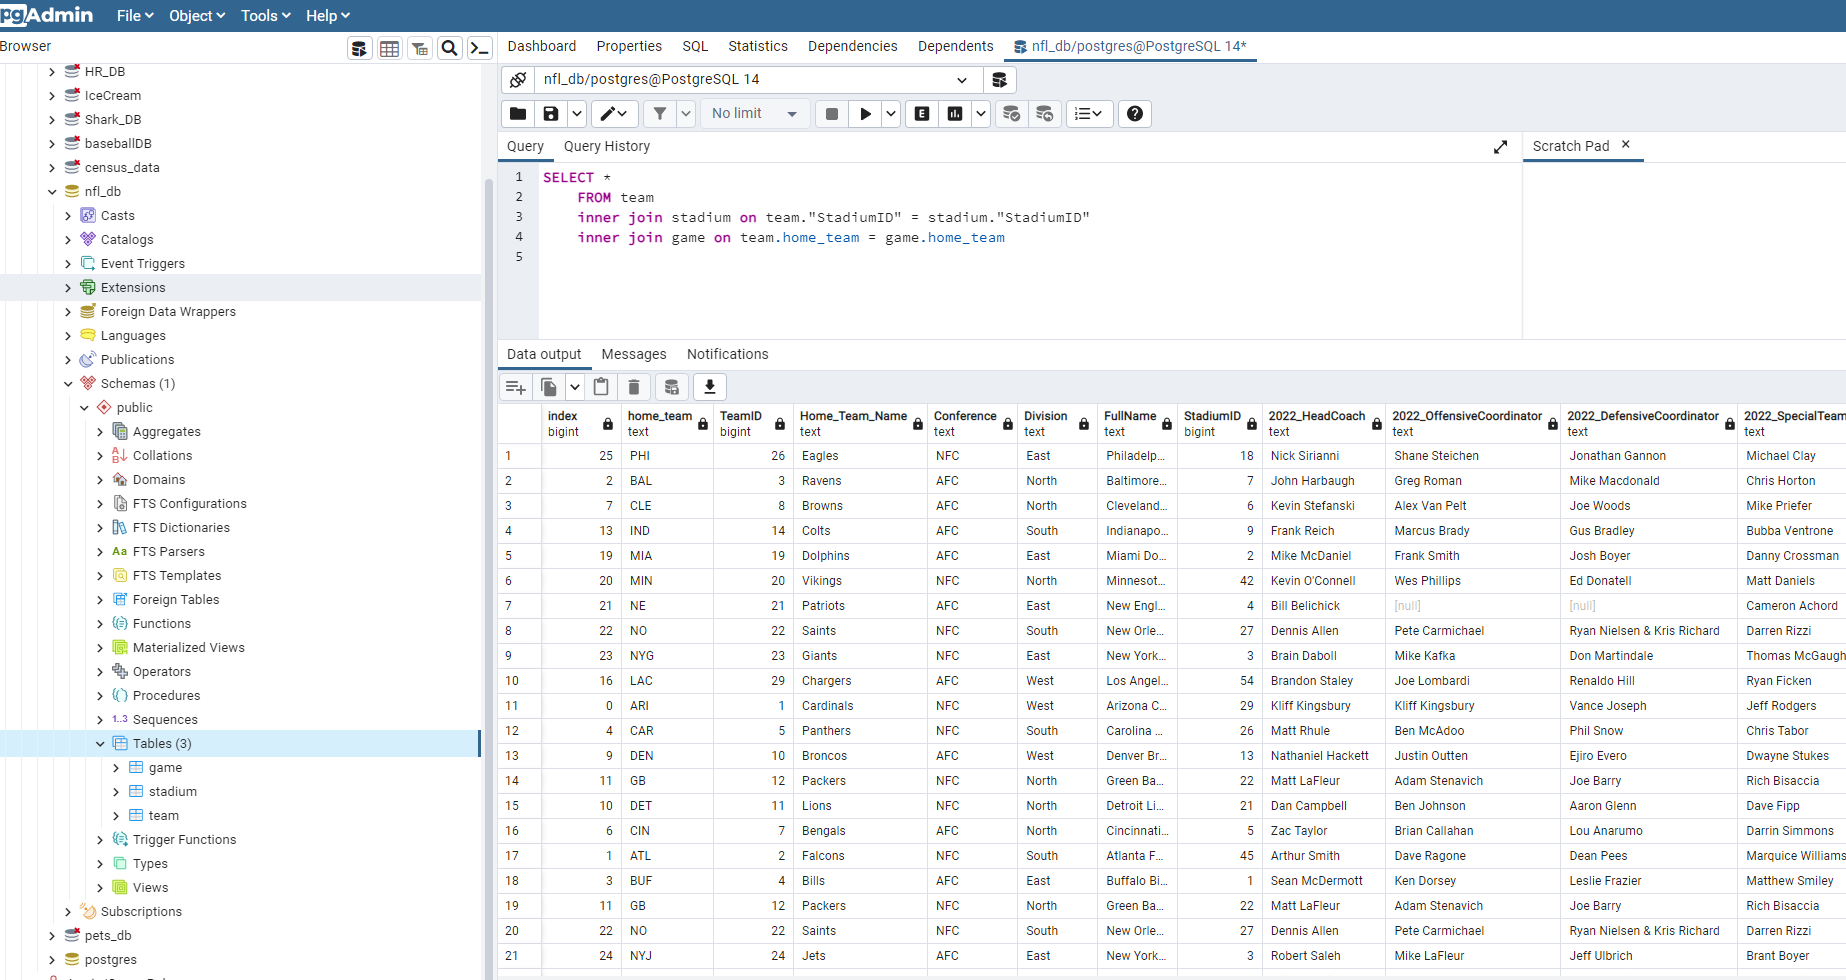 pgAdmin File Object Tools Help
Browser
HR_DB
IceCream
Shark_DB
baseballDB
census_data
nfl_db
Casts
Catalogs
Event Triggers
Extensions
Foreign Data Wrappers
Languages
Publications
Schemas (1)
public
Aggregates
Collations
Domains
FTS Configurations
FTS Dictionaries
Aa FTS Parsers
FTS Templates
Foreign Tables
Functions
Materialized Views
Operators
Procedures
1..3 Sequences
Tables (3)
game
stadium
team
Trigger Functions
Types
Views
Subscriptions
pets_db
postgres
Dashboard Properties SQL Statistics Dependencies Dependents nfl_db/postgres@PostgreSQL 14*
nfl_db/postgres@PostgreSQL 14
No limit E
Query Query History Scratch Pad
1 SELECT *
2 FROM team
3 inner join stadium on team."StadiumID" = stadium."StadiumID"
4 inner join game on team.home_team = game.home_team
5
Data output Messages Notifications
index home_team TeamID Home_Team_Name Conference Division FullName StadiumID 2022_HeadCoach 2022_OffensiveCoordinator 2022_DefensiveCoordinator 2022_SpecialTeam
bigint text bigint text text text text bigint text text text text
1 25 PHI 26 Eagles NFC East Philadelp... 18 Nick Sirianni Shane Steichen Jonathan Gannon Michael Clay
2 2 BAL 3 Ravens AFC North Baltimore... 7 John Harbaugh Greg Roman Mike Macdonald Chris Horton
3 7 CLE 8 Browns AFC North Cleveland... 6 Kevin Stefanski Alex Van Pelt Joe Woods Mike Priefer
4 13 IND 14 Colts AFC South Indianapo... 9 Frank Reich Marcus Brady Gus Bradley Bubba Ventrone
5 19 MIA 19 Dolphins AFC East Miami Do... 2 Mike McDaniel Frank Smith Josh Boyer Danny Crossman
6 20 MIN 20 Vikings NFC North Minnesot... 42 Kevin O'Connell Wes Phillips Ed Donatell Matt Daniels
7 21 NE 21 Patriots AFC East New Engl... 4 Bill Belichick [null] [null] Cameron Achord
8 22 NO 22 Saints NFC South New Orle... 27 Dennis Allen Pete Carmichael Ryan Nielsen & Kris Richard Darren Rizzi
9 23 NYG 23 Giants NFC East New York... 3 Brain Daboll Mike Kafka Don Martindale Thomas McGaugh
10 16 LAC 29 Chargers AFC West Los Angel... 54 Brandon Staley Joe Lombardi Renaldo Hill Ryan Ficken
11 0 ARI 1 Cardinals NFC West Arizona C... 29 Kliff Kingsbury Kliff Kingsbury Vance Joseph Jeff Rodgers
12 4 CAR 5 Panthers NFC South Carolina ... 26 Matt Rhule Ben McAdoo Phil Snow Chris Tabor
13 9 DEN 10 Broncos AFC West Denver Br... 13 Nathaniel Hackett Justin Outten Ejiro Evero Dwayne Stukes
14 11 GB 12 Packers NFC North Green Ba... 22 Matt LaFleur Adam Stenavich Joe Barry Rich Bisaccia
15 10 DET 11 Lions NFC North Detroit Li... 21 Dan Campbell Ben Johnson Aaron Glenn Dave Fipp
16 6 CIN 7 Bengals AFC North Cincinnati... 5 Zac Taylor Brian Callahan Lou Anarumo Darrin Simmons
17 1 ATL 2 Falcons NFC South Atlanta F... 45 Arthur Smith Dave Ragone Dean Pees Marquice Williams
18 3 BUF 4 Bills AFC East Buffalo Bi... 1 Sean McDermott Ken Dorsey Leslie Frazier Matthew Smiley
19 11 GB 12 Packers NFC North Green Ba... 22 Matt LaFleur Adam Stenavich Joe Barry Rich Bisaccia
20 22 NO 22 Saints NFC South New Orle... 27 Dennis Allen Pete Carmichael Ryan Nielsen & Kris Richard Darren Rizzi
21 24 NYJ 24 Jets AFC East New York... 3 Robert Saleh Mike LaFleur Jeff Ulbrich Brant Boyer